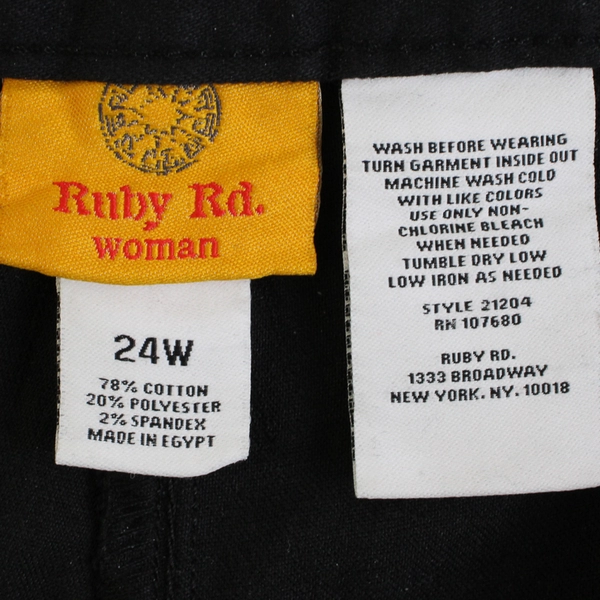 Ruby Rd.
woman
24W
78% COTTON
20% POLYESTER
2% SPANDEX
MADE IN EGYPT
WASH BEFORE WEARING
TURN GARMENT INSIDE OUT
MACHINE WASH COLD
WITH LIKE COLORS
USE ONLY NON-
CHLORINE BLEACH
WHEN NEEDED
TUMBLE DRY LOW
LOW IRON AS NEEDED
STYLE 21204
RN 107680
RUBY RD.
1333 BROADWAY
NEW YORK. NY. 10018